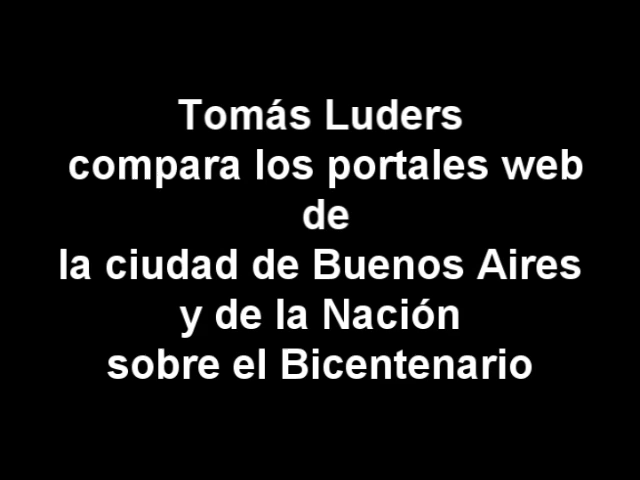 Tomás Luders
compara los portales web
de
la ciudad de Buenos Aires
y de la Nación
sobre el Bicentenario